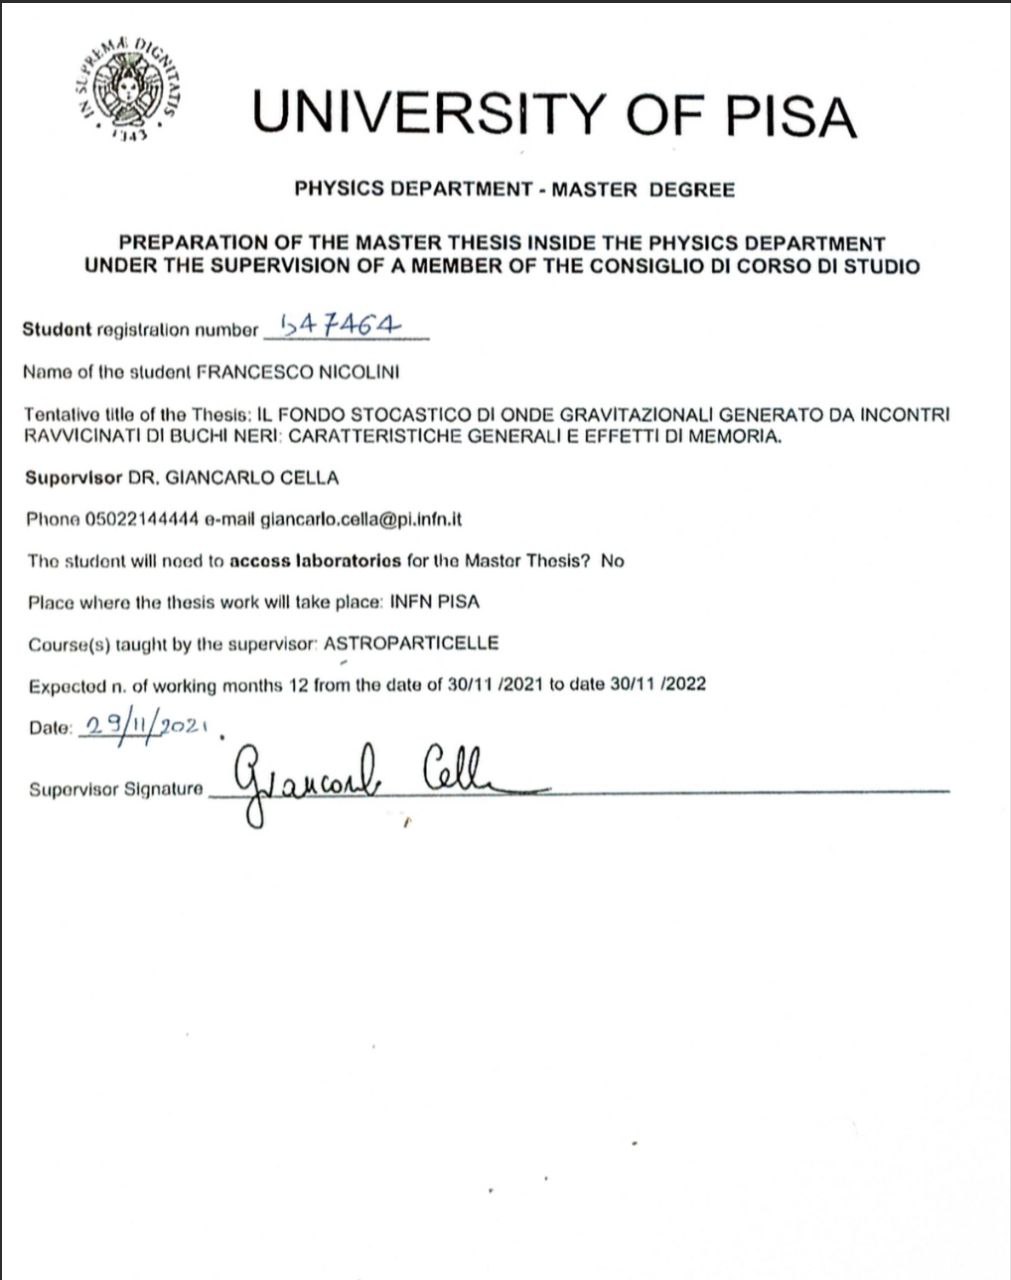 IN SUPREMÆ DIGNITATIS
1343
UNIVERSITY OF PISA
PHYSICS DEPARTMENT - MASTER DEGREE
PREPARATION OF THE MASTER THESIS INSIDE THE PHYSICS DEPARTMENT
UNDER THE SUPERVISION OF A MEMBER OF THE CONSIGLIO DI CORSO DI STUDIO
Student registration number 547464
Name of the student FRANCESCO NICOLINI
Tentative title of the Thesis: IL FONDO STOCASTICO DI ONDE GRAVITAZIONALI GENERATO DA INCONTRI
RAVVICINATI DI BUCHI NERI: CARATTERISTICHE GENERALI E EFFETTI DI MEMORIA.
Supervisor DR. GIANCARLO CELLA
Phone 05022144444 e-mail giancarlo.cella@pi.infn.it
The student will need to access laboratories for the Master Thesis? No
Place where the thesis work will take place: INFN PISA
Course(s) taught by the supervisor: ASTROPARTICELLE
Expected n. of working months 12 from the date of 30/11 /2021 to date 30/11 /2022
Date: 29/11/2021
Supervisor Signature Giancarlo Cella